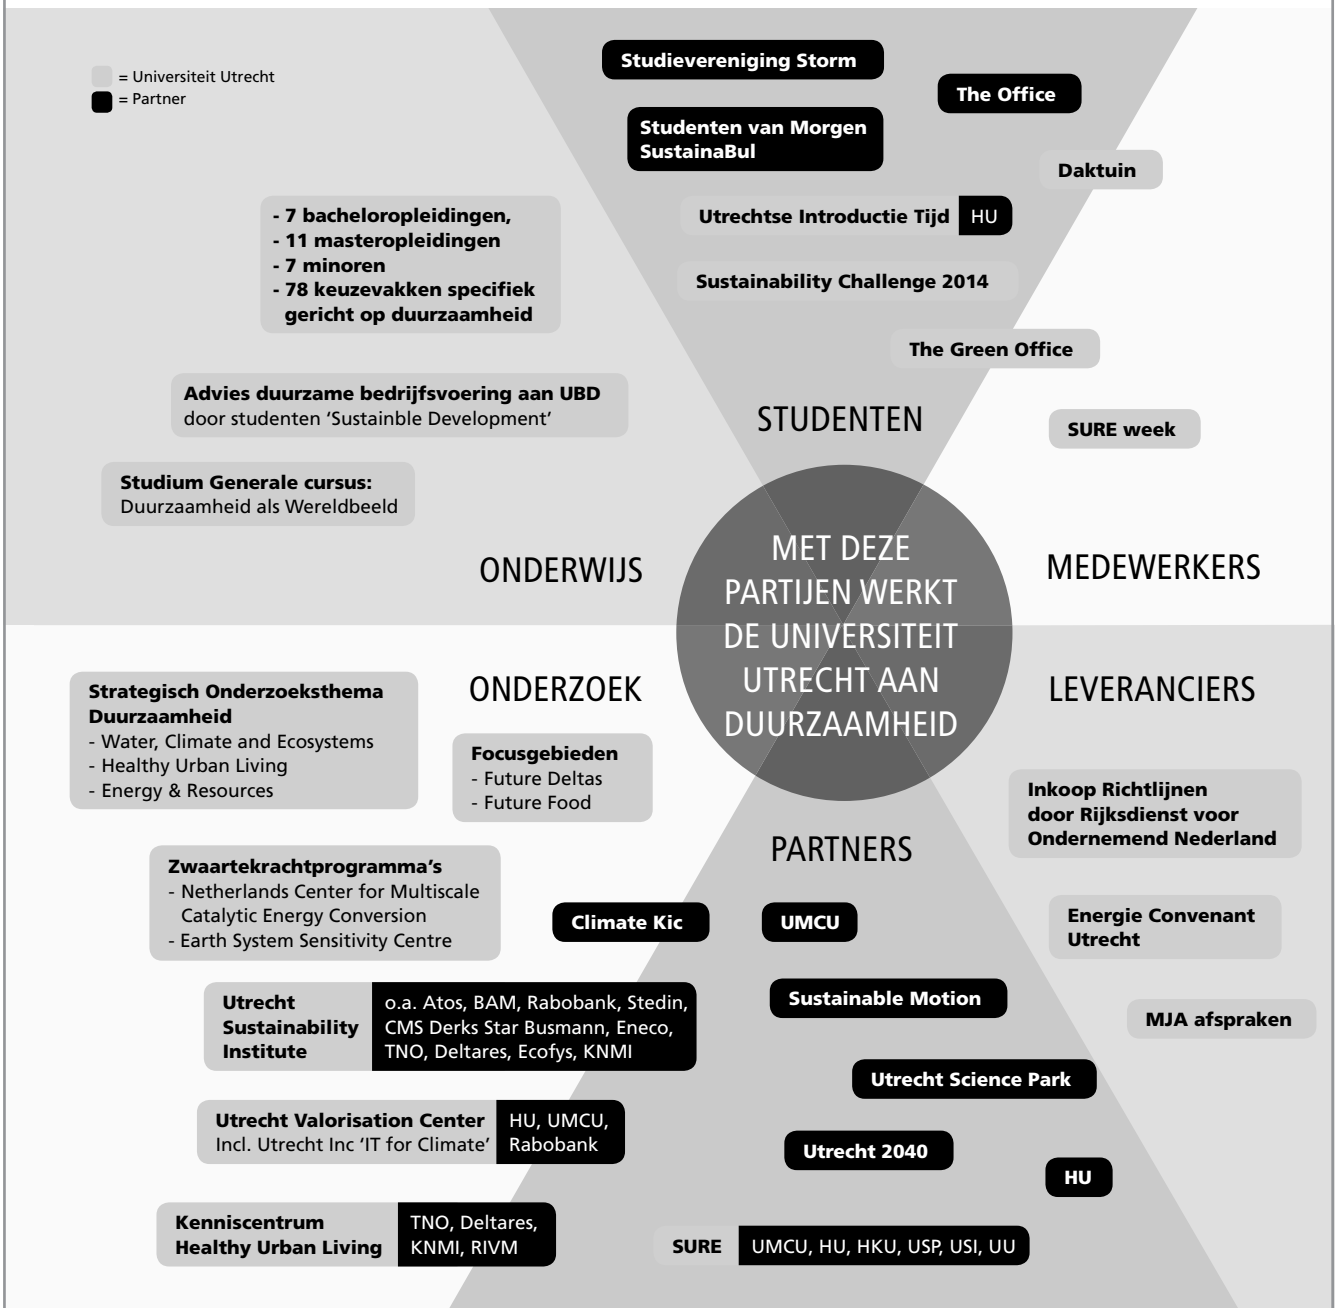 = Universiteit Utrecht
= Partner
Studievereniging Storm
The Office
Studenten van Morgen
SustainaBul
Daktuin
Utrechtse Introductie Tijd HU
Sustainability Challenge 2014
The Green Office
STUDENTEN
SURE week
MEDEWERKERS
- 7 bacheloropleidingen,
- 11 masteropleidingen
- 7 minoren
- 78 keuzevakken specifiek
gericht op duurzaamheid
Advies duurzame bedrijfsvoering aan UBD
door studenten ‘Sustainble Development’
Studium Generale cursus:
Duurzaamheid als Wereldbeeld
ONDERWIJS
MET DEZE
PARTIJEN WERKT
DE UNIVERSITEIT
UTRECHT AAN
DUURZAAMHEID
ONDERZOEK
Strategisch Onderzoeksthema
Duurzaamheid
- Water, Climate and Ecosystems
- Healthy Urban Living
- Energy & Resources
Focusgebieden
- Future Deltas
- Future Food
Zwaartekrachtprogramma’s
- Netherlands Center for Multiscale
Catalytic Energy Conversion
- Earth System Sensitivity Centre
Climate Kic
Utrecht
Sustainability
Institute
o.a. Atos, BAM, Rabobank, Stedin,
CMS Derks Star Busmann, Eneco,
TNO, Deltares, Ecofys, KNMI
Utrecht Valorisation Center
Incl. Utrecht Inc ‘IT for Climate’
HU, UMCU,
Rabobank
Kenniscentrum
Healthy Urban Living
TNO, Deltares,
KNMI, RIVM
PARTNERS
UMCU
Sustainable Motion
Utrecht Science Park
Utrecht 2040
HU
SURE UMCU, HU, HKU, USP, USI, UU
LEVERANCIERS
Inkoop Richtlijnen
door Rijksdienst voor
Ondernemend Nederland
Energie Convenant
Utrecht
MJA afspraken